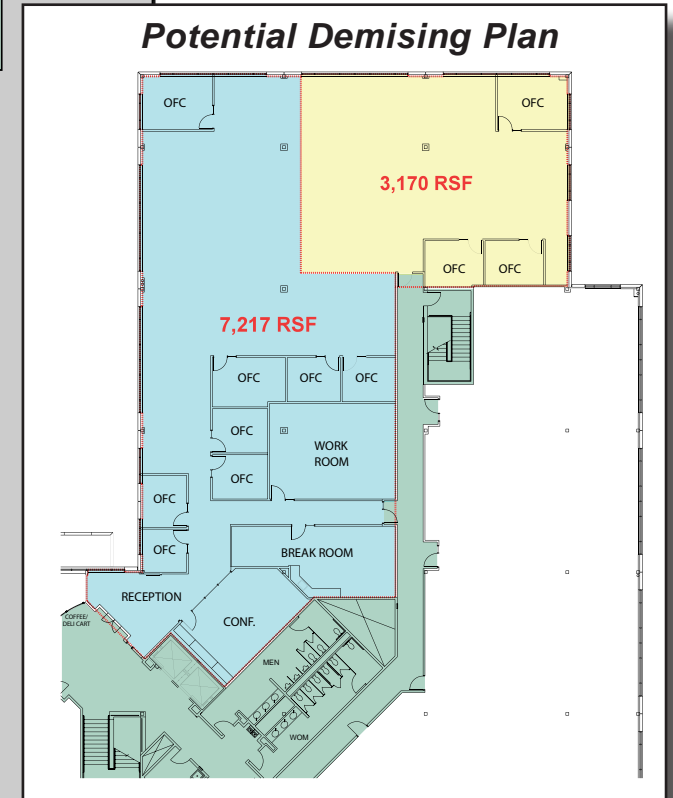 Potential Demising Plan
OFC
OFC
3,170 RSF
OFC
OFC
7,217 RSF
OFC
OFC
OFC
OFC
WORK
ROOM
OFC
OFC
OFC
BREAK ROOM
RECEPTION
COFFEE/
DELI CART
CONF.
MEN
WOM